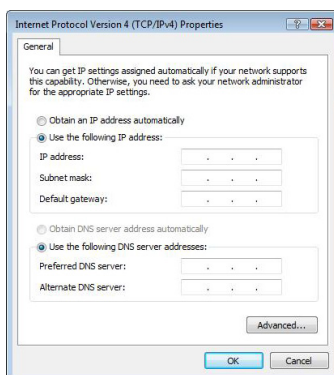 Internet Protocol Version 4 (TCP/IPv4) Properties
General
You can get IP settings assigned automatically if your network supports
this capability. Otherwise, you need to ask your network administrator
for the appropriate IP settings.
Obtain an IP address automatically
Use the following IP address:
IP address:
Subnet mask:
Default gateway:
Obtain DNS server address automatically
Use the following DNS server addresses:
Preferred DNS server:
Alternate DNS server:
Advanced...
OK Cancel